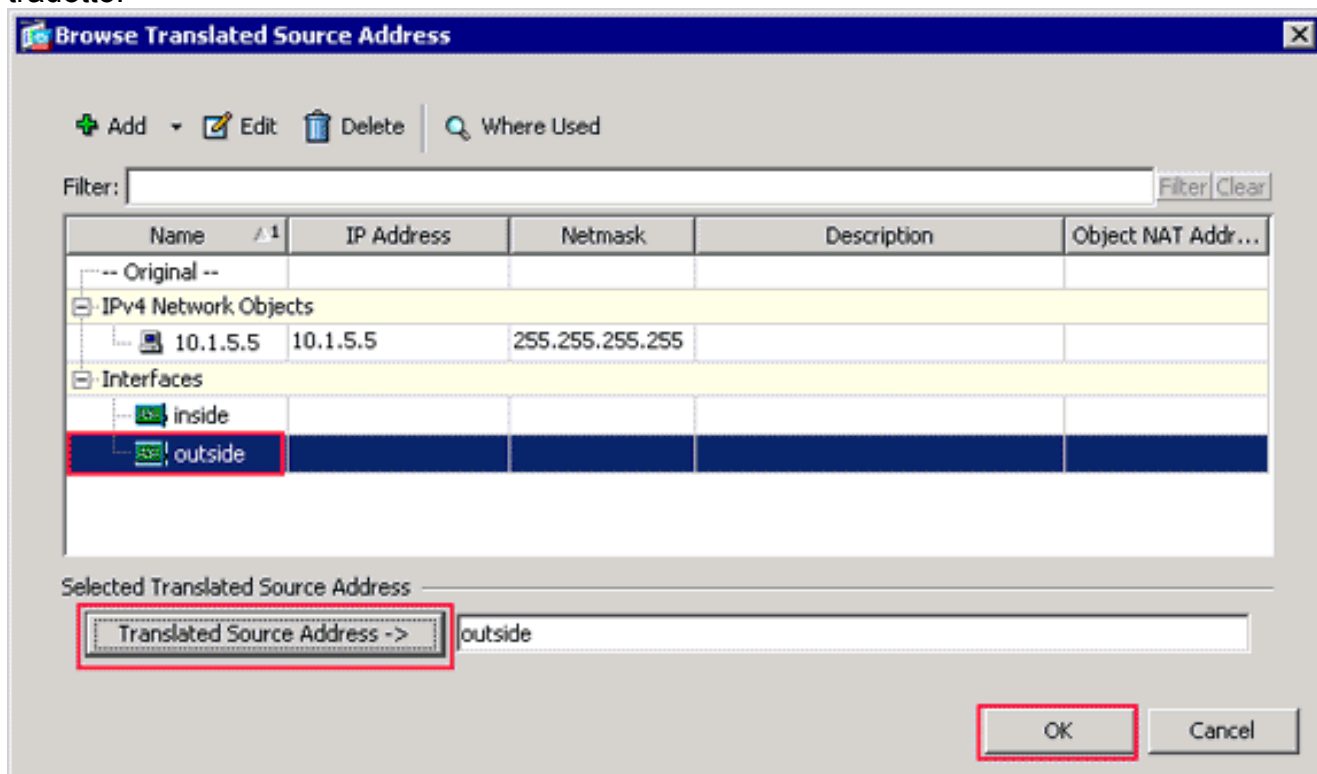 tradotto.
Browse Translated Source Address
Add Edit Delete Where Used
Filter: Filter Clear
Name 1 IP Address Netmask Description Object NAT Addr...
-- Original --
IPv4 Network Objects
10.1.5.5 10.1.5.5 255.255.255.255
Interfaces
inside
outside
Selected Translated Source Address
Translated Source Address -> outside
OK Cancel